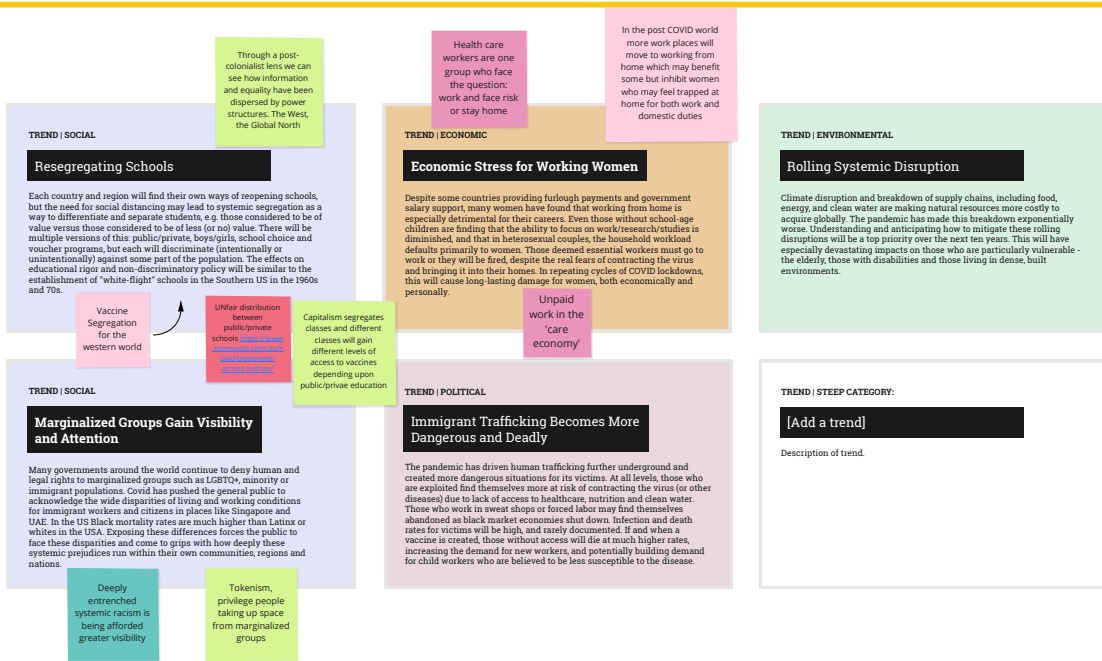 Through a post-
colonialist lens we can
see how information
and equality have been
dispersed by power
structures. The West,
the Global North
Health care
workers are one
group who face
the question:
work and face risk
or stay home
In the post COVID world
more work places will
move to working from
home which may benefit
some but inhibit women
who may feel trapped at
home for both work and
domestic duties
TREND | SOCIAL
Resegregating Schools
Each country and region will find their own ways of reopening schools,
but the need for social distancing may lead to systemic segregation as a
way to differentiate and separate students, e.g. those considered to be of
value versus those considered to be of less (or no) value. There will be
multiple versions of this: public/private, boys/girls, school choice and
voucher programs, but each will discriminate (intentionally or
unintentionally) against some part of the population. The effects on
educational rigor and non-discriminatory policy will be similar to the
establishment of "white-flight" schools in the Southern US in the 1960s
and 70s.
TREND | ECONOMIC
Economic Stress for Working Women
Despite some countries providing furlough payments and government
salary support, many women have found that working from home is
especially detrimental for their careers. Even those without school-age
children are finding that the ability to focus on work/research/studies is
diminished, and that in heterosexual couples, the household workload
defaults primarily to women. Those deemed essential workers must go to
work or they will be fired, despite the real fears of contracting the virus
and bringing it into their homes. In repeating cycles of COVID lockdowns,
this will cause long-lasting damage for women, both economically and
personally.
TREND | ENVIRONMENTAL
Rolling Systemic Disruption
Climate disruption and breakdown of supply chains, including food,
energy, and clean water are making natural resources more costly to
acquire globally. The pandemic has made this breakdown exponentially
worse. Understanding and anticipating how to mitigate these rolling
disruptions will be a top priority over the next ten years. This will have
especially devastating impacts on those who are particularly vulnerable -
the elderly, those with disabilities and those living in dense, built
environments.
Vaccine
Segregation
for the
western world
UNfair distribution
between
public/private
schools https://www
Capitalism segregates
classes and different
classes will gain
different levels of
access to vaccines
depending upon
public/privae education
Unpaid
work in the
'care
economy'
TREND | SOCIAL
Marginalized Groups Gain Visibility
and Attention
Many governments around the world continue to deny human and
legal rights to marginalized groups such as LGBTQ+, minority or
immigrant populations. Covid has pushed the general public to
acknowledge the wide disparities of living and working conditions
for immigrant workers and citizens in places like Singapore and
UAE. In the US Black mortality rates are much higher than Latinx or
whites in the USA. Exposing these differences forces the public to
face these disparities and come to grips with how deeply these
systemic prejudices run within their own communities, regions and
nations.
TREND | POLITICAL
Immigrant Trafficking Becomes More
Dangerous and Deadly
The pandemic has driven human trafficking further underground and
created more dangerous situations for its victims. At all levels, those who
are exploited find themselves more at risk of contracting the virus (or other
diseases) due to lack of access to healthcare, nutrition and clean water.
Those who work in sweat shops or forced labor may find themselves
abandoned as black market economies shut down. Infection and death
rates for victims will be high, and rarely documented. If and when a
vaccine is created, those without access will die at much higher rates,
increasing the demand for new workers, and potentially building demand
for child workers who are believed to be less susceptible to the disease.
TREND | STEEP CATEGORY:
[Add a trend]
Description of trend.
Deeply
entrenched
systemic racism is
being afforded
greater visibility
Tokenism,
privilege people
taking up space
from marginalized
groups